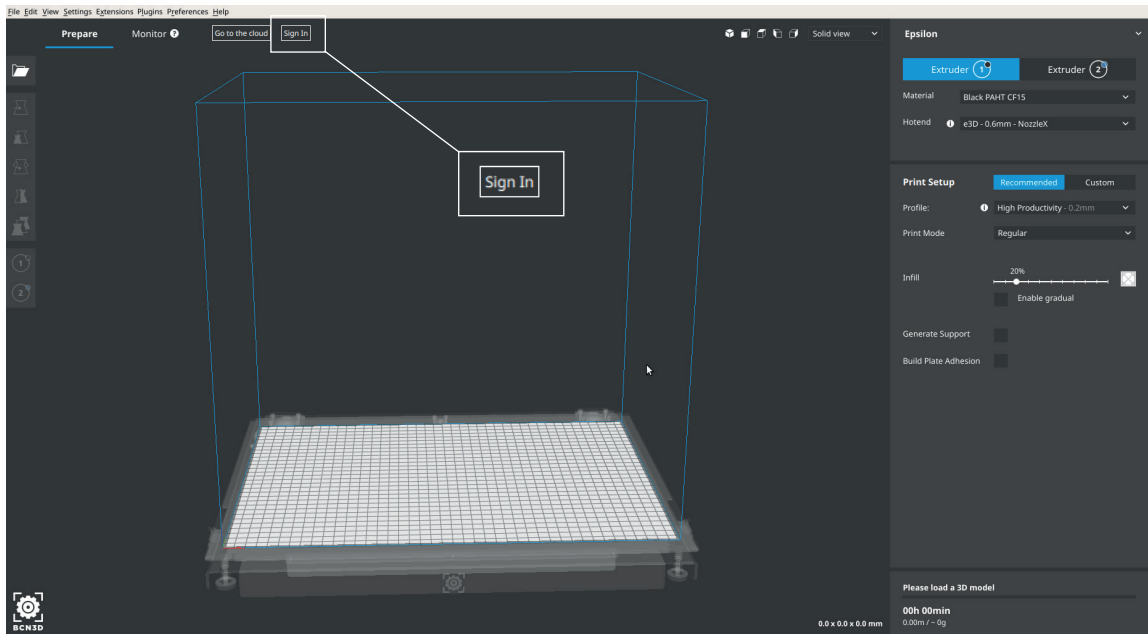 File Edit View Settings Extensions Plugins Preferences Help
Prepare Monitor ? Go to the cloud Sign In Solid view Epsilon
Extruder 1 Extruder 2
Material Black PAHT CF15
Hotend e3D - 0.6mm - NozzleX
Sign In
Print Setup Recommended Custom
Profile: High Productivity - 0.2mm
Print Mode Regular
20%
Infill
Enable gradual
Generate Support
Build Plate Adhesion
1
2
Please load a 3D model
00h 00min
0.00m / ~ 0g
0.0 x 0.0 x 0.0 mm
BCN3D